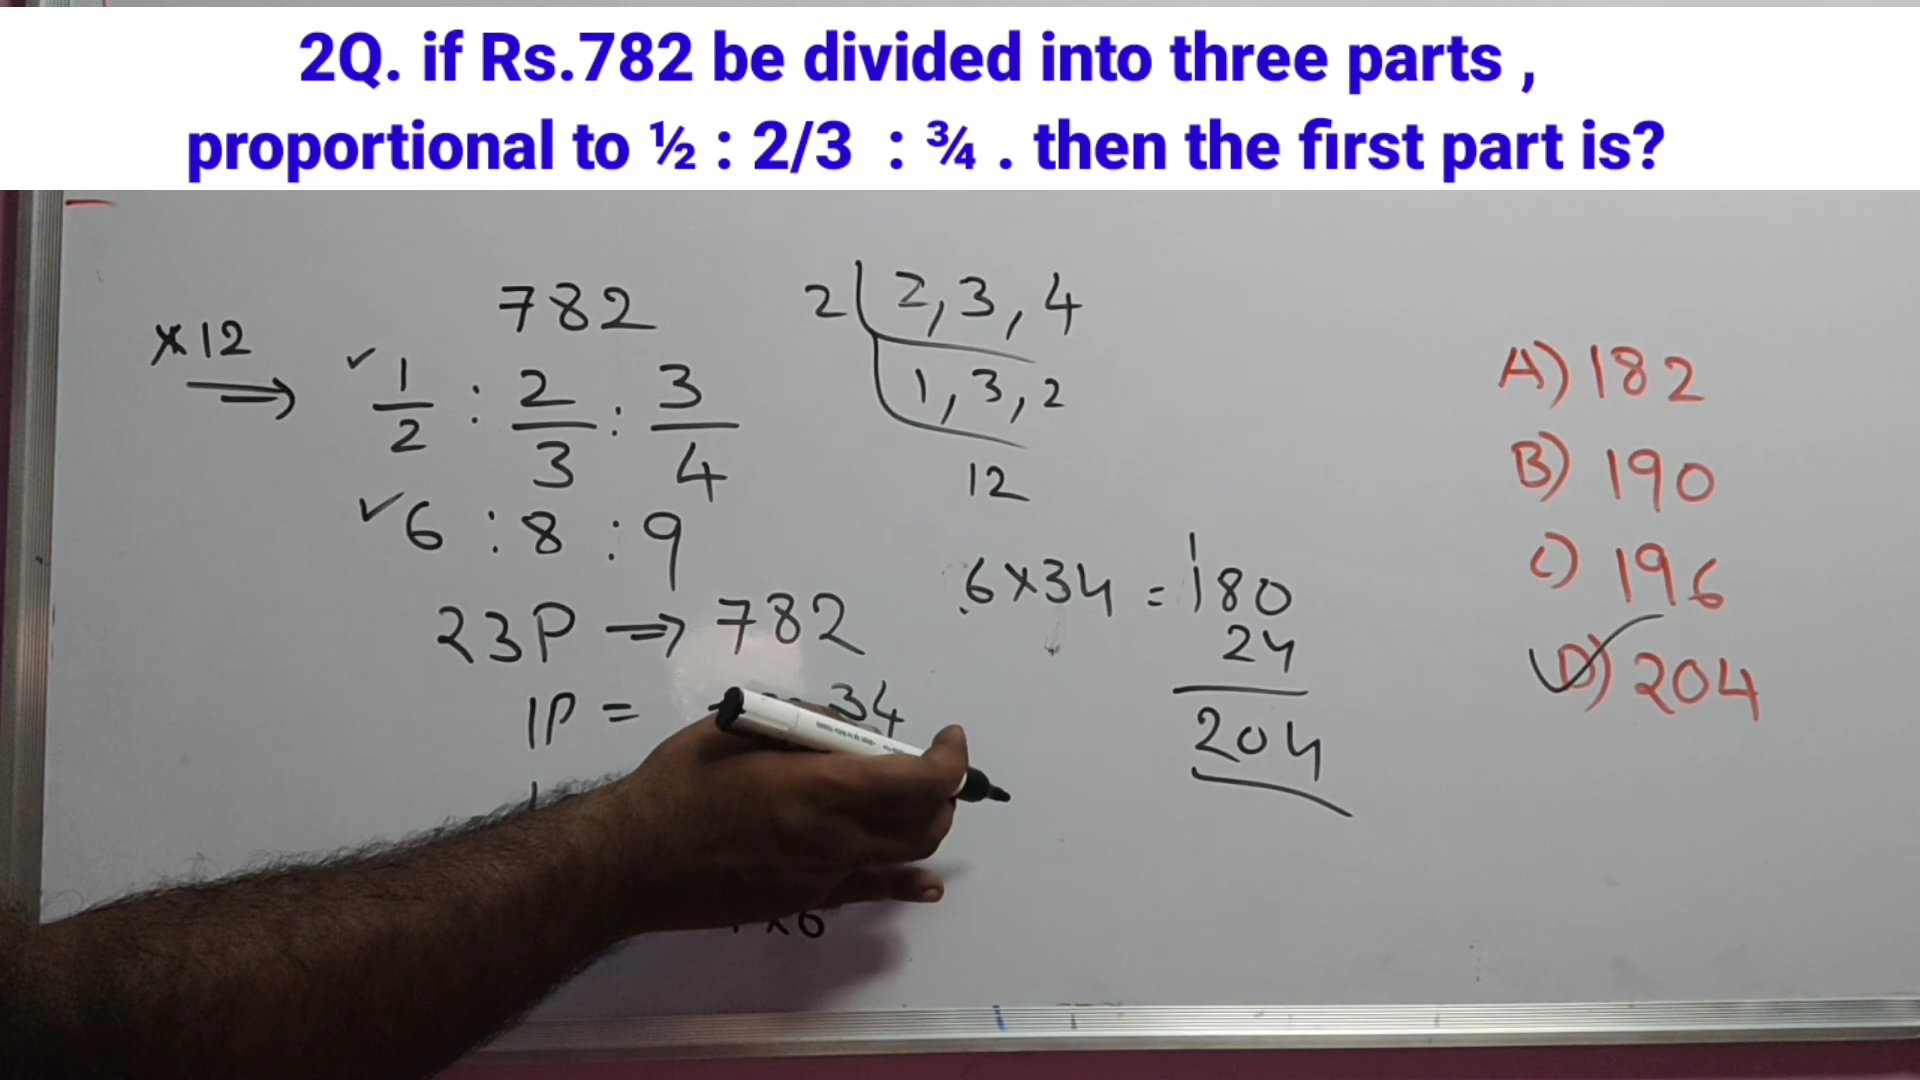 2Q. if Rs.782 be divided into three parts ,
proportional to ½ : 2/3 : ¾ . then the first part is?
782
×12
⇒
✓ 1/2 : 2/3 : 3/4
✓ 6 : 8 : 9
23P ⇒ 782
1P = 34
×6
2 2, 3, 4
1, 3, 2
12
6×34 = 180
1
24
204
A) 182
B) 190
C) 196
✓ D) 204